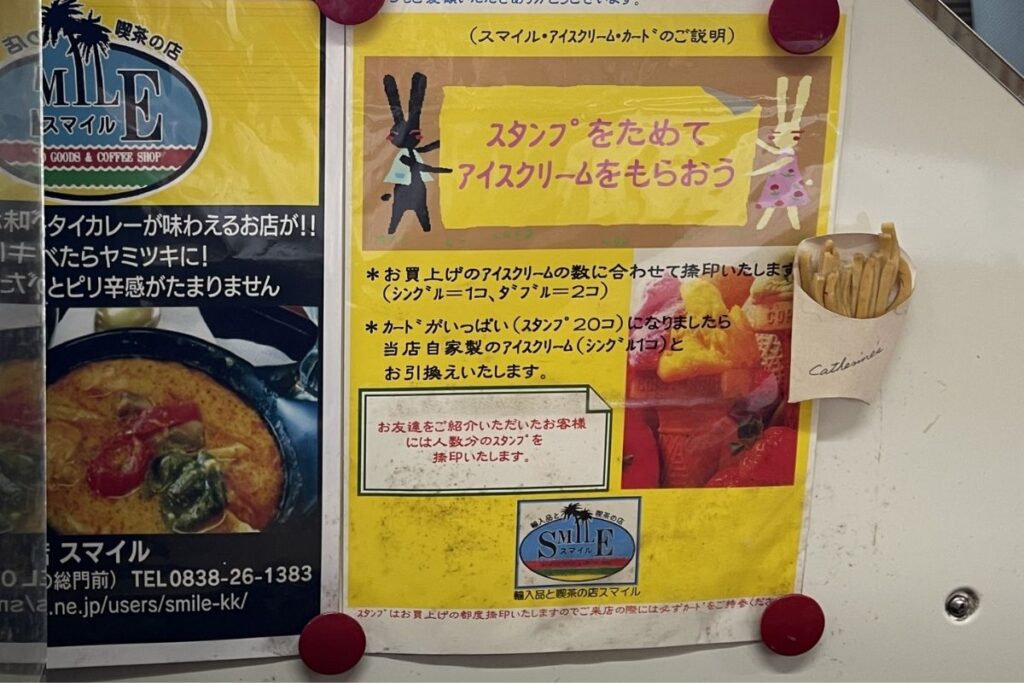 喫茶の店
SMILE
スマイル
GOODS & COFFEE SHOP
タイカレーが味わえるお店が!!
べたらヤミツキに!
とピリ辛感がたまりません
スマイル
の総門前) TEL0838-26-1383
.ne.jp/users/smile-kk/
(スマイル・アイスクリーム・カードのご説明)
スタンプをためて
アイスクリームをもらおう
*お買上げのアイスクリームの数に合わせて捺印いたします
(シングル=1コ、ダブル=2コ)
*カードがいっぱい(スタンプ20コ)になりましたら
当店自家製のアイスクリーム(シングル1コ)と
お引換えいたします。
お友達をご紹介いただいたお客様
には人数分のスタンプを
捺印いたします。
輸入品と 喫茶の店
SMILE
スマイル
輸入品と喫茶の店スマイル
スタンプはお買上げの都度捺印いたしますのでご来店の際には必ずカードをご持参くださ
Catherine's